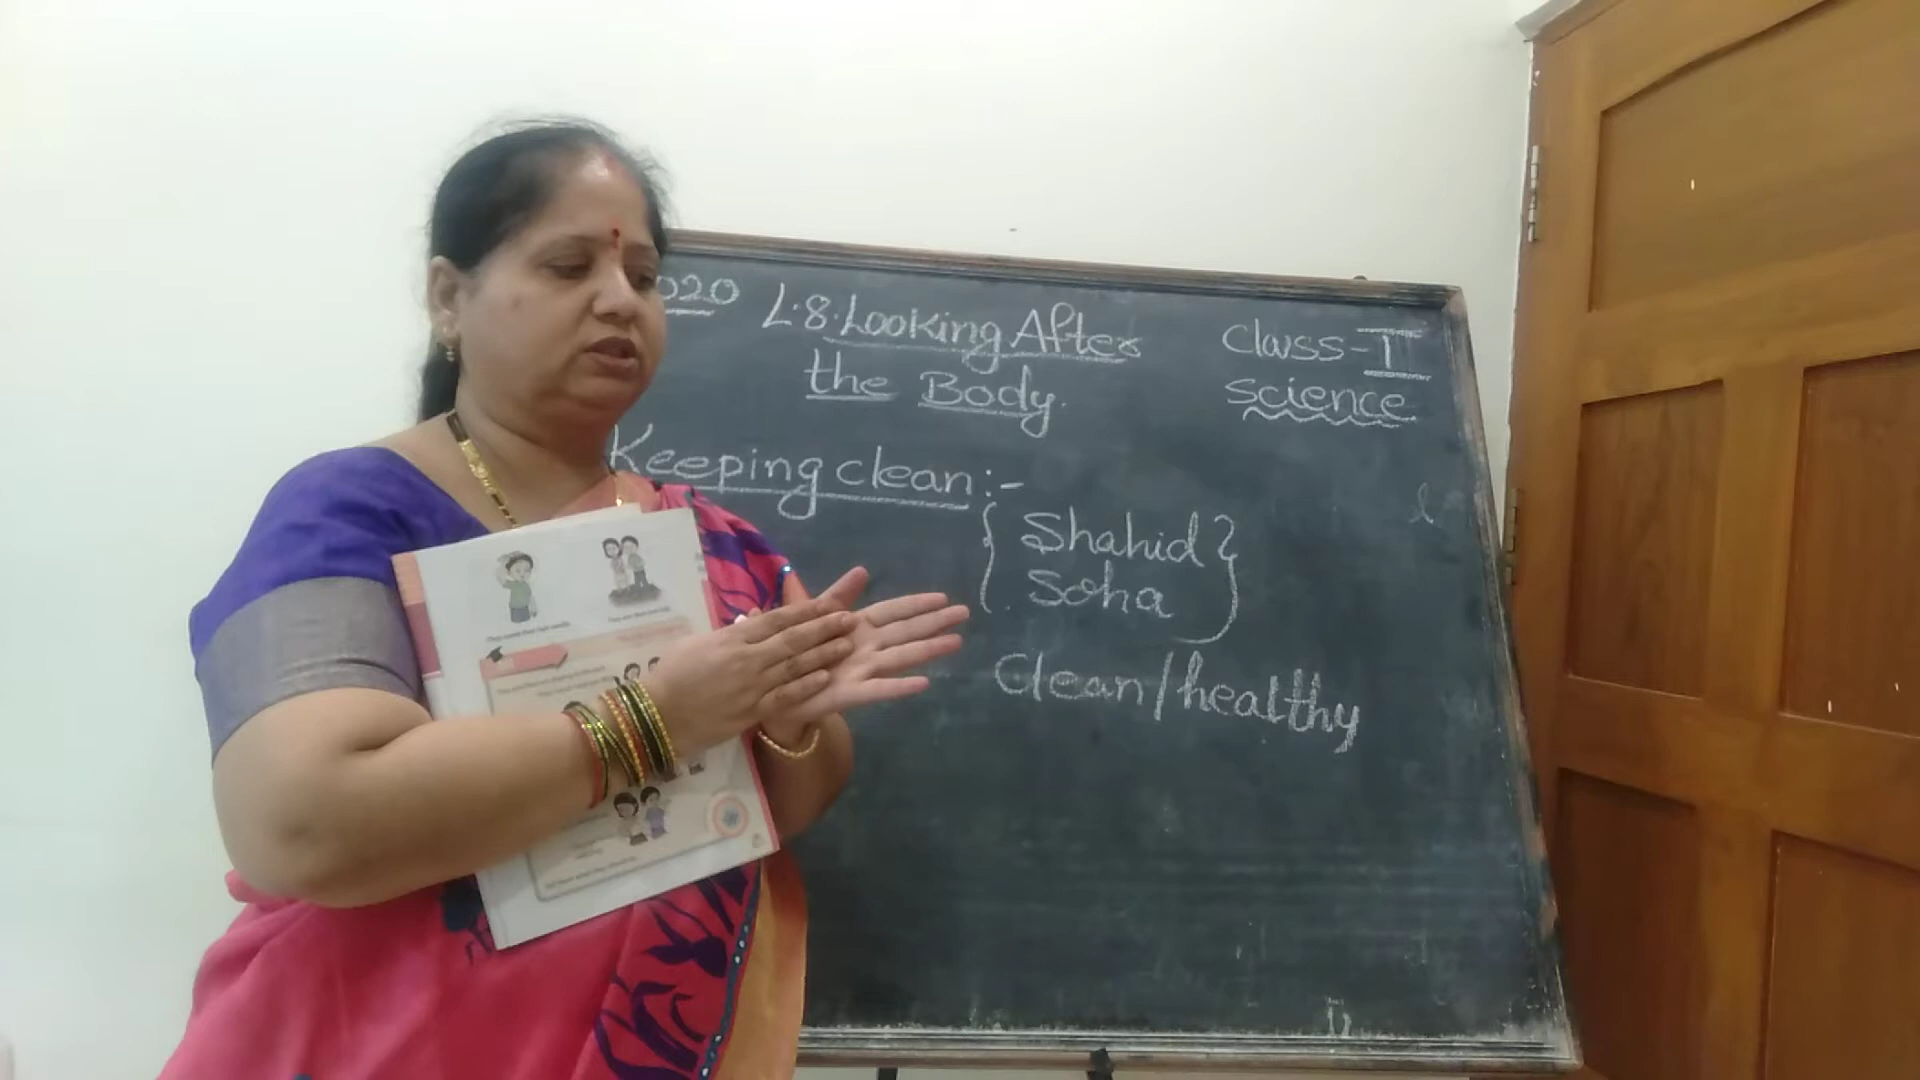 020 L.8. Looking After
the Body.
Class-I
Science
Keeping clean:-
{ Shahid }
{ Soha }
Clean/healthy